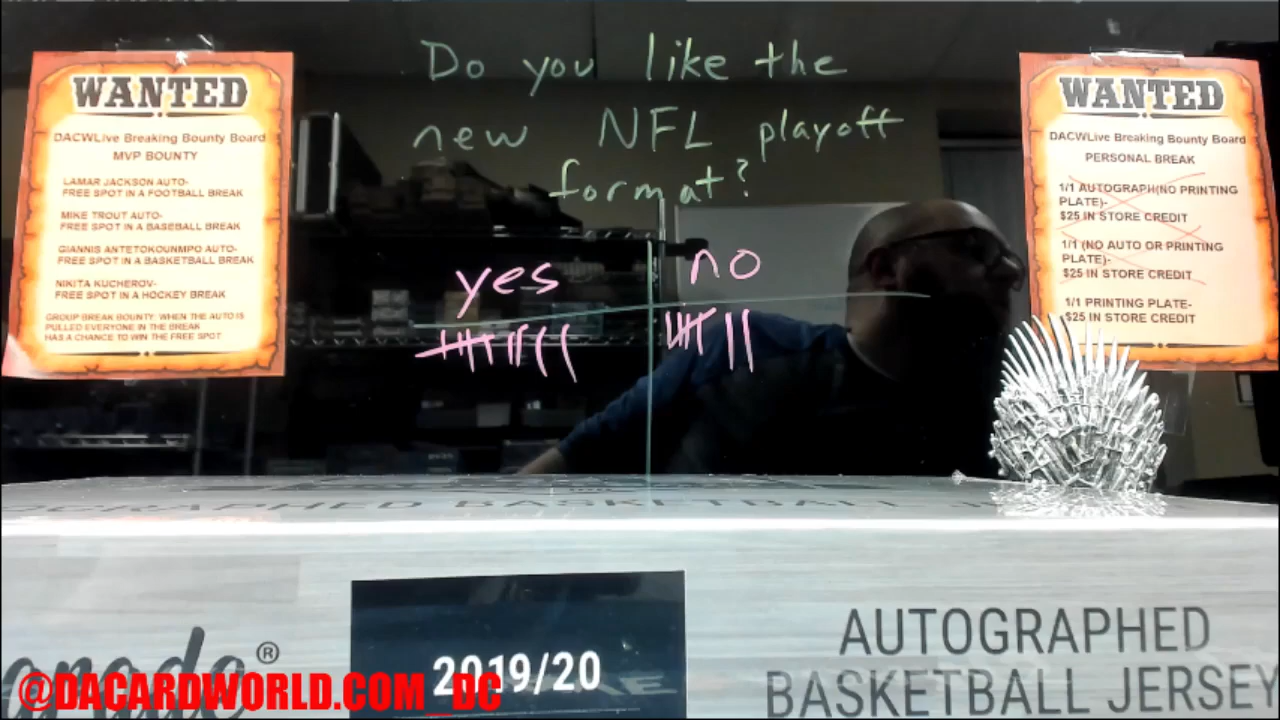 Do you like the
new NFL playoff
format?
yes
no
WANTED
DACWLive Breaking Bounty Board
MVP BOUNTY
LAMAR JACKSON AUTO-
FREE SPOT IN A FOOTBALL BREAK
MIKE TROUT AUTO-
FREE SPOT IN A BASEBALL BREAK
GIANNIS ANTETOKOUNMPO AUTO-
FREE SPOT IN A BASKETBALL BREAK
NIKITA KUCHEROV-
FREE SPOT IN A HOCKEY BREAK
GROUP BREAK BOUNTY: WHEN THE AUTO IS
PULLED EVERYONE IN THE BREAK
HAS A CHANCE TO WIN THE FREE SPOT
WANTED
DACWLive Breaking Bounty Board
PERSONAL BREAK
1/1 AUTOGRAPH(NO PRINTING
PLATE)-
$25 IN STORE CREDIT
1/1 (NO AUTO OR PRINTING
PLATE)-
$25 IN STORE CREDIT
1/1 PRINTING PLATE-
$25 IN STORE CREDIT
BASKETBALL
®
2019/20
AUTOGRAPHED
BASKETBALL JERSEY
@DACARDWORLD.COM_DC